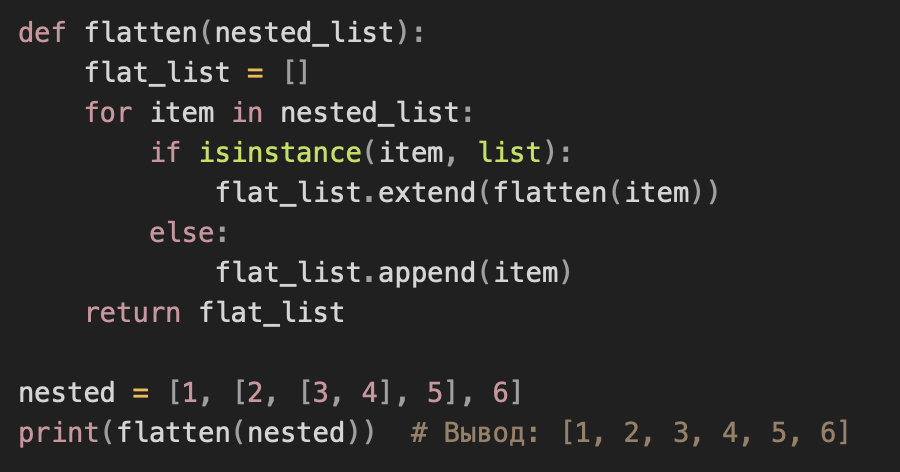 def flatten(nested_list):
    flat_list = []
    for item in nested_list:
        if isinstance(item, list):
            flat_list.extend(flatten(item))
        else:
            flat_list.append(item)
    return flat_list

nested = [1, [2, [3, 4], 5], 6]
print(flatten(nested))  # Вывод: [1, 2, 3, 4, 5, 6]